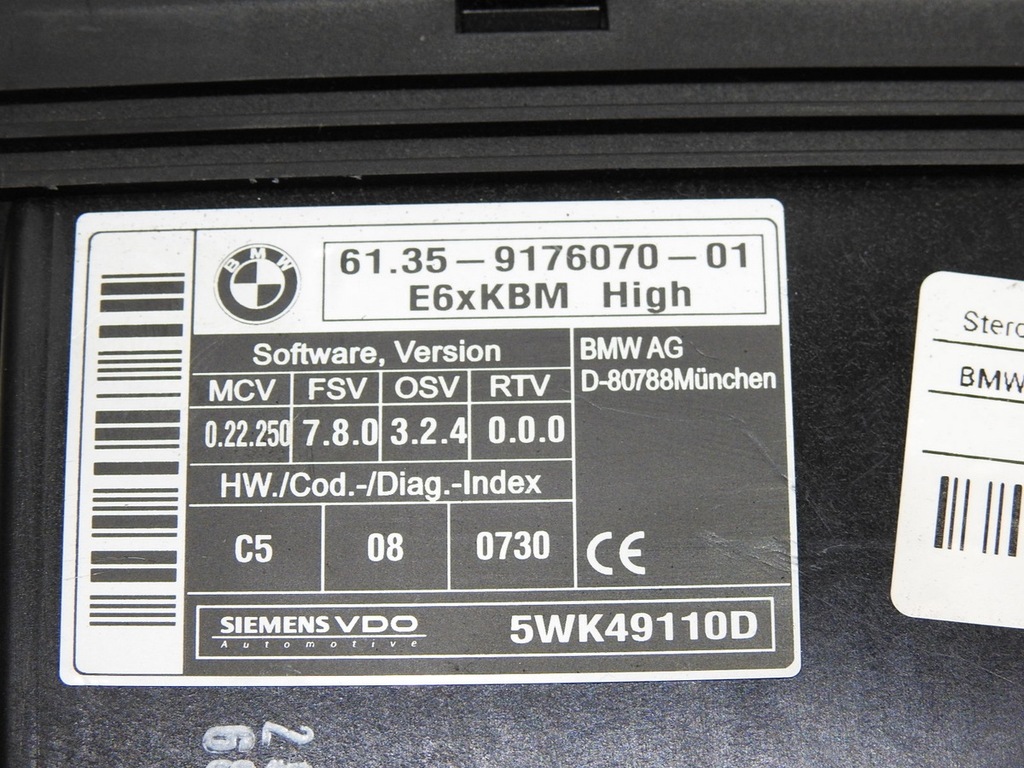 BMW
61.35 – 9176070 – 01
E6xKBM High
Software, Version
MCV FSV OSV RTV
0.22.250 7.8.0 3.2.4 0.0.0
HW./Cod.-/Diag.-Index
C5 08 0730
BMW AG
D-80788München
CE
SIEMENS VDO
Automotive
5WK49110D
BMW